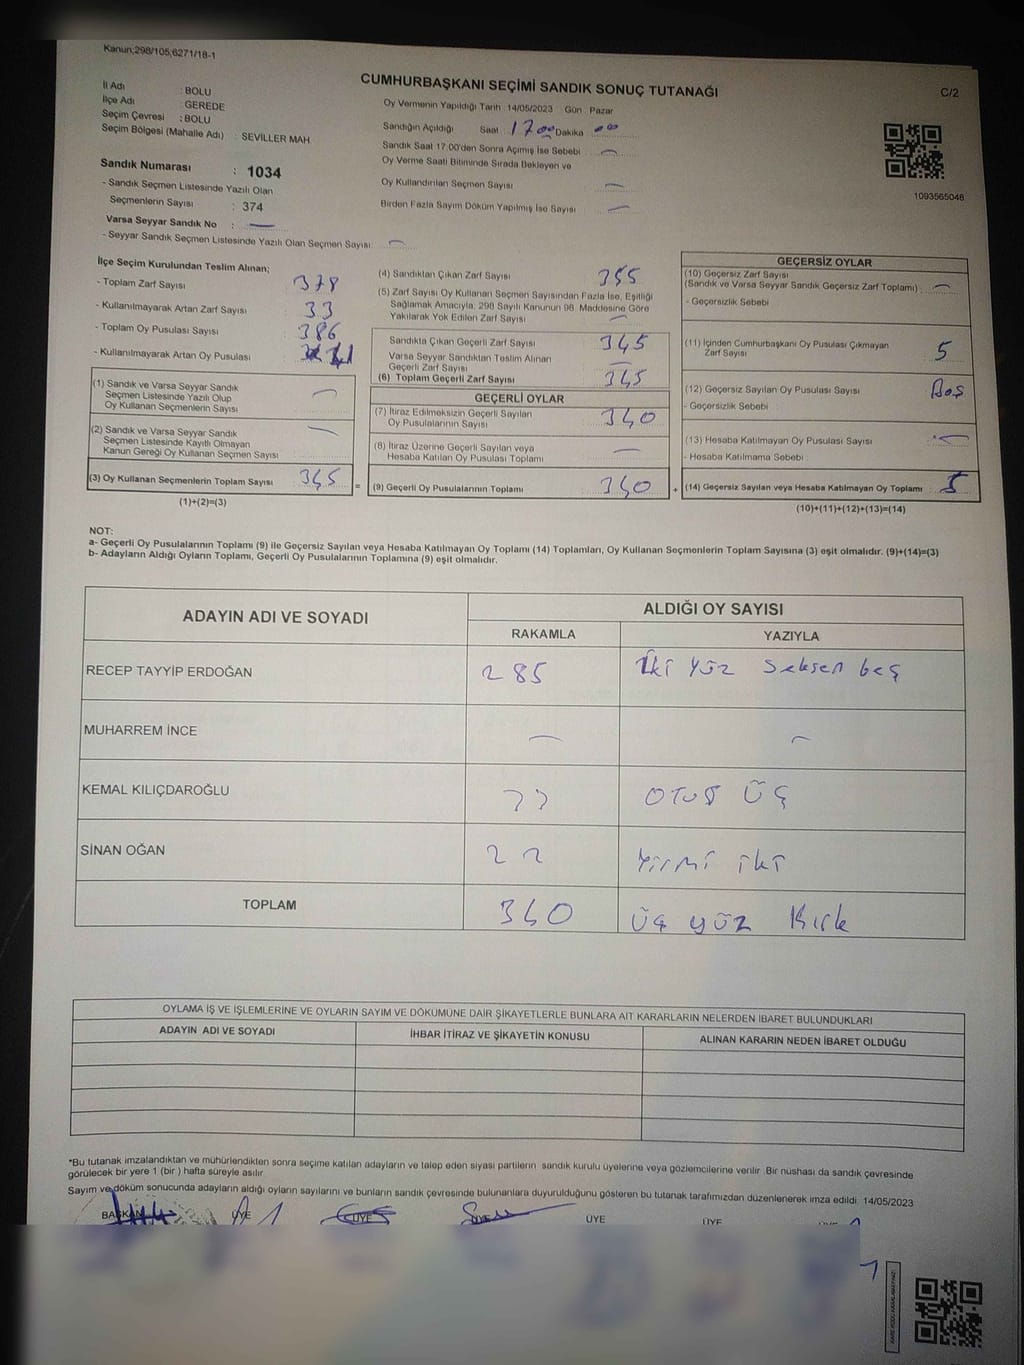 Kanun;298/105;6271/18-1
CUMHURBAŞKANI SEÇİMİ SANDIK SONUÇ TUTANAĞI
C/2
İl Adı : BOLU
İlçe Adı : GEREDE
Seçim Çevresi : BOLU
Seçim Bölgesi (Mahalle Adı) : SEVİLLER MAH
Oy Vermenin Yapıldığı Tarih : 14/05/2023 Gün : Pazar
Sandığın Açıldığı Saat 17 00 Dakika 00
Sandık Saat 17.00'den Sonra Açımış İse Sebebi : —
Oy Verme Saati Bitiminde Sırada Bekleyen ve
Oy Kullandırılan Seçmen Sayısı —
Birden Fazla Sayım Döküm Yapılmış İse Sayısı —
1093565048
Sandık Numarası : 1034
- Sandık Seçmen Listesinde Yazılı Olan
Seçmenlerin Sayısı : 374
Varsa Seyyar Sandık No : —
- Seyyar Sandık Seçmen Listesinde Yazılı Olan Seçmen Sayısı: —
İlçe Seçim Kurulundan Teslim Alınan;
- Toplam Zarf Sayısı : 378
- Kullanılmayarak Artan Zarf Sayısı : 33
- Toplam Oy Pusulası Sayısı : 386
- Kullanılmayarak Artan Oy Pusulası : 41
(1) Sandık ve Varsa Seyyar Sandık
Seçmen Listesinde Yazılı Olup
Oy Kullanan Seçmenlerin Sayısı : —
(2) Sandık ve Varsa Seyyar Sandık
Seçmen Listesinde Kayıtlı Olmayan
Kanun Gereği Oy Kullanan Seçmen Sayısı : —
(3) Oy Kullanan Seçmenlerin Toplam Sayısı : 345 =
(1)+(2)=(3)
(4) Sandıktan Çıkan Zarf Sayısı : 345
(5) Zarf Sayısı Oy Kullanan Seçmen Sayısından Fazla İse, Eşitliği
Sağlamak Amacıyla; 298 Sayılı Kanunun 98. Maddesine Göre
Yakılarak Yok Edilen Zarf Sayısı : —
Sandıkta Çıkan Geçerli Zarf Sayısı : 345
Varsa Seyyar Sandıktan Teslim Alınan
Geçerli Zarf Sayısı : —
(6) Toplam Geçerli Zarf Sayısı : 345
GEÇERLİ OYLAR
(7) İtiraz Edilmeksizin Geçerli Sayılan
Oy Pusulalarının Sayısı : 340
(8) İtiraz Üzerine Geçerli Sayılan veya
Hesaba Katılan Oy Pusulası Toplamı : —
(9) Geçerli Oy Pusulalarının Toplamı : 340 +
GEÇERSİZ OYLAR
(10) Geçersiz Zarf Sayısı
(Sandık ve Varsa Seyyar Sandık Geçersiz Zarf Toplamı) : —
- Geçersizlik Sebebi :
(11) İçinden Cumhurbaşkanı Oy Pusulası Çıkmayan
Zarf Sayısı : 5
(12) Geçersiz Sayılan Oy Pusulası Sayısı : Boş
- Geçersizlik Sebebi :
(13) Hesaba Katılmayan Oy Pusulası Sayısı : —
- Hesaba Katılmama Sebebi :
(14) Geçersiz Sayılan veya Hesaba Katılmayan Oy Toplamı : 5
(10)+(11)+(12)+(13)=(14)
NOT:
a- Geçerli Oy Pusulalarının Toplamı (9) ile Geçersiz Sayılan veya Hesaba Katılmayan Oy Toplamı (14) Toplamları, Oy Kullanan Seçmenlerin Toplam Sayısına (3) eşit olmalıdır. (9)+(14)=(3)
b- Adayların Aldığı Oyların Toplamı, Geçerli Oy Pusulalarının Toplamına (9) eşit olmalıdır.
ADAYIN ADI VE SOYADI
ALDIĞI OY SAYISI
RAKAMLA YAZIYLA
RECEP TAYYİP ERDOĞAN 285 İki yüz seksen beş
MUHARREM İNCE — —
KEMAL KILIÇDAROĞLU 33 otuz üç
SİNAN OĞAN 22 Yirmi iki
TOPLAM 340 Üç yüz Kırk
OYLAMA İŞ VE İŞLEMLERİNE VE OYLARIN SAYIM VE DÖKÜMÜNE DAİR ŞİKAYETLERLE BUNLARA AİT KARARLARIN NELERDEN İBARET BULUNDUKLARI
ADAYIN ADI VE SOYADI İHBAR İTİRAZ VE ŞİKAYETİN KONUSU ALINAN KARARIN NEDEN İBARET OLDUĞU
*Bu tutanak imzalandıktan ve mühürlendikten sonra seçime katılan adayların ve talep eden siyasi partilerin sandık kurulu üyelerine veya gözlemcilerine verilir. Bir nüshası da sandık çevresinde
görülecek bir yere 1 (bir ) hafta süreyle asılır.
Sayım ve döküm sonucunda adayların aldığı oyların sayılarını ve bunların sandık çevresinde bulunanlara duyurulduğunu gösteren bu tutanak tarafımızdan düzenlenerek imza edildi. 14/05/2023
BAŞKAN ÜYE ÜYE ÜYE ÜYE ÜYE